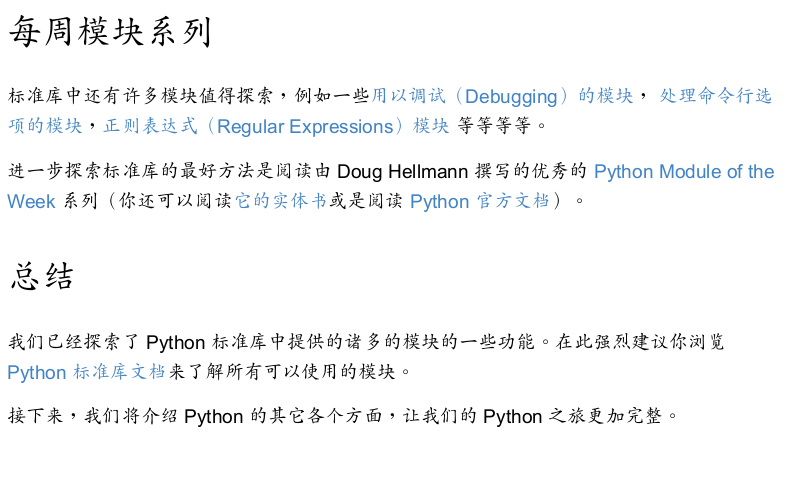 每周模块系列
标准库中还有许多模块值得探索，例如一些用以调试（Debugging）的模块， 处理命令行选
项的模块，正则表达式（Regular Expressions）模块 等等等等。
进一步探索标准库的最好方法是阅读由 Doug Hellmann 撰写的优秀的 Python Module of the
Week 系列（你还可以阅读它的实体书或是阅读 Python 官方文档）。
总结
我们已经探索了 Python 标准库中提供的诸多的模块的一些功能。在此强烈建议你浏览
Python 标准库文档来了解所有可以使用的模块。
接下来，我们将介绍 Python 的其它各个方面，让我们的 Python 之旅更加完整。